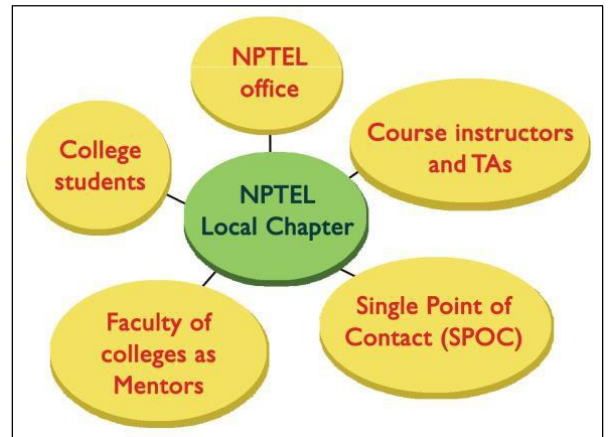 NPTEL
office
College
students
Course instructors
and TAs
NPTEL
Local Chapter
Faculty of
colleges as
Mentors
Single Point of
Contact (SPOC)